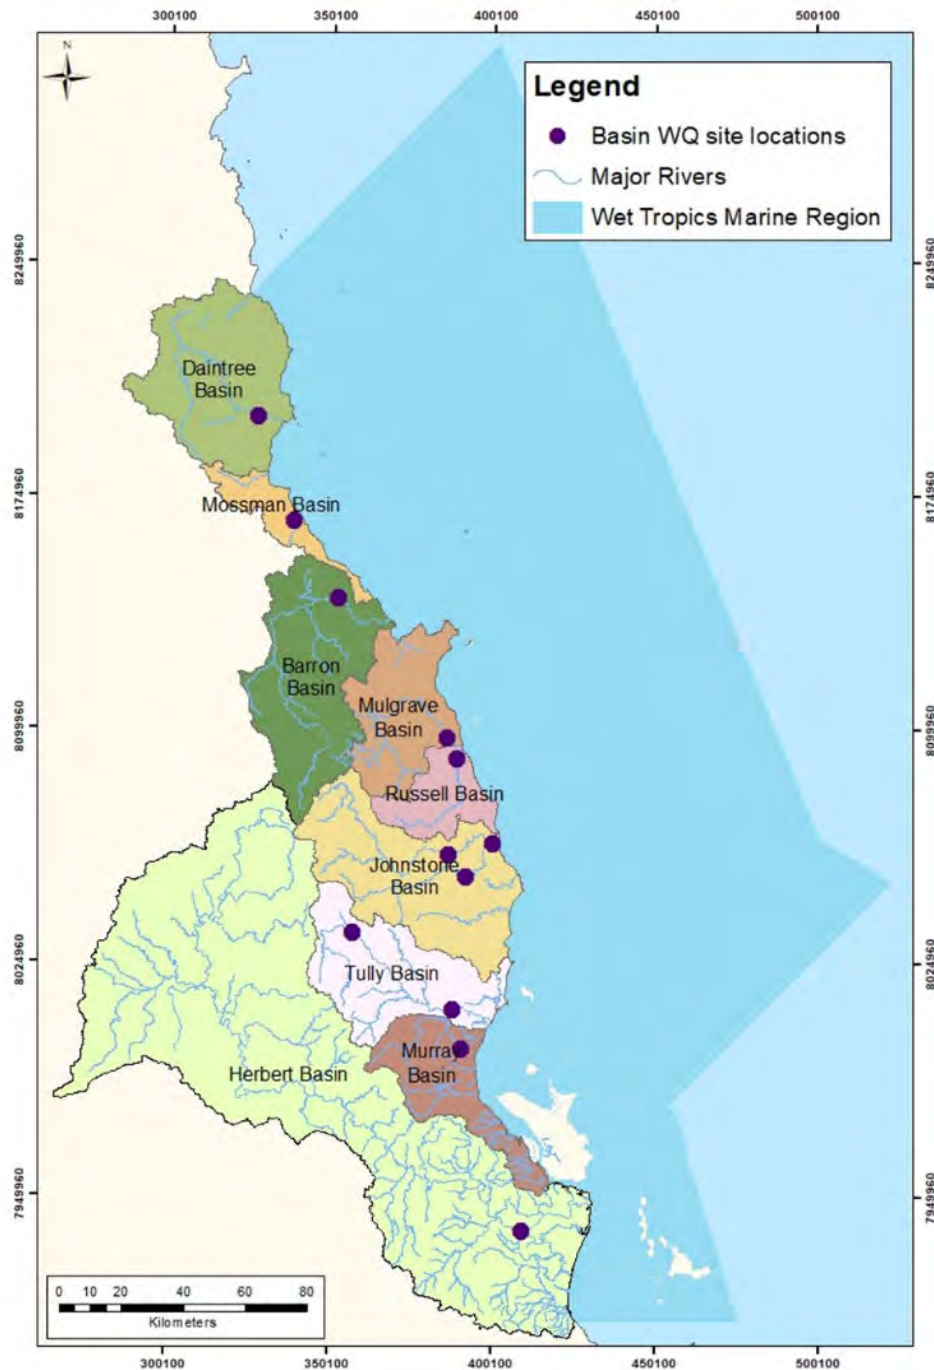 300100 350100 400100 450100 500100
N
Legend
Basin WQ site locations
Major Rivers
Wet Tropics Marine Region
8249960 8249960
Daintree
Basin
8174960 8174960
Mossman Basin
Barron
Basin
Mulgrave
Basin
8099960 8099960
Russell Basin
Johnstone
Basin
8024960 8024960
Tully Basin
Murray
Basin
Herbert Basin
7949960 7949960
0 10 20 40 60 80
Kilometers
300100 350100 400100 450100 500100